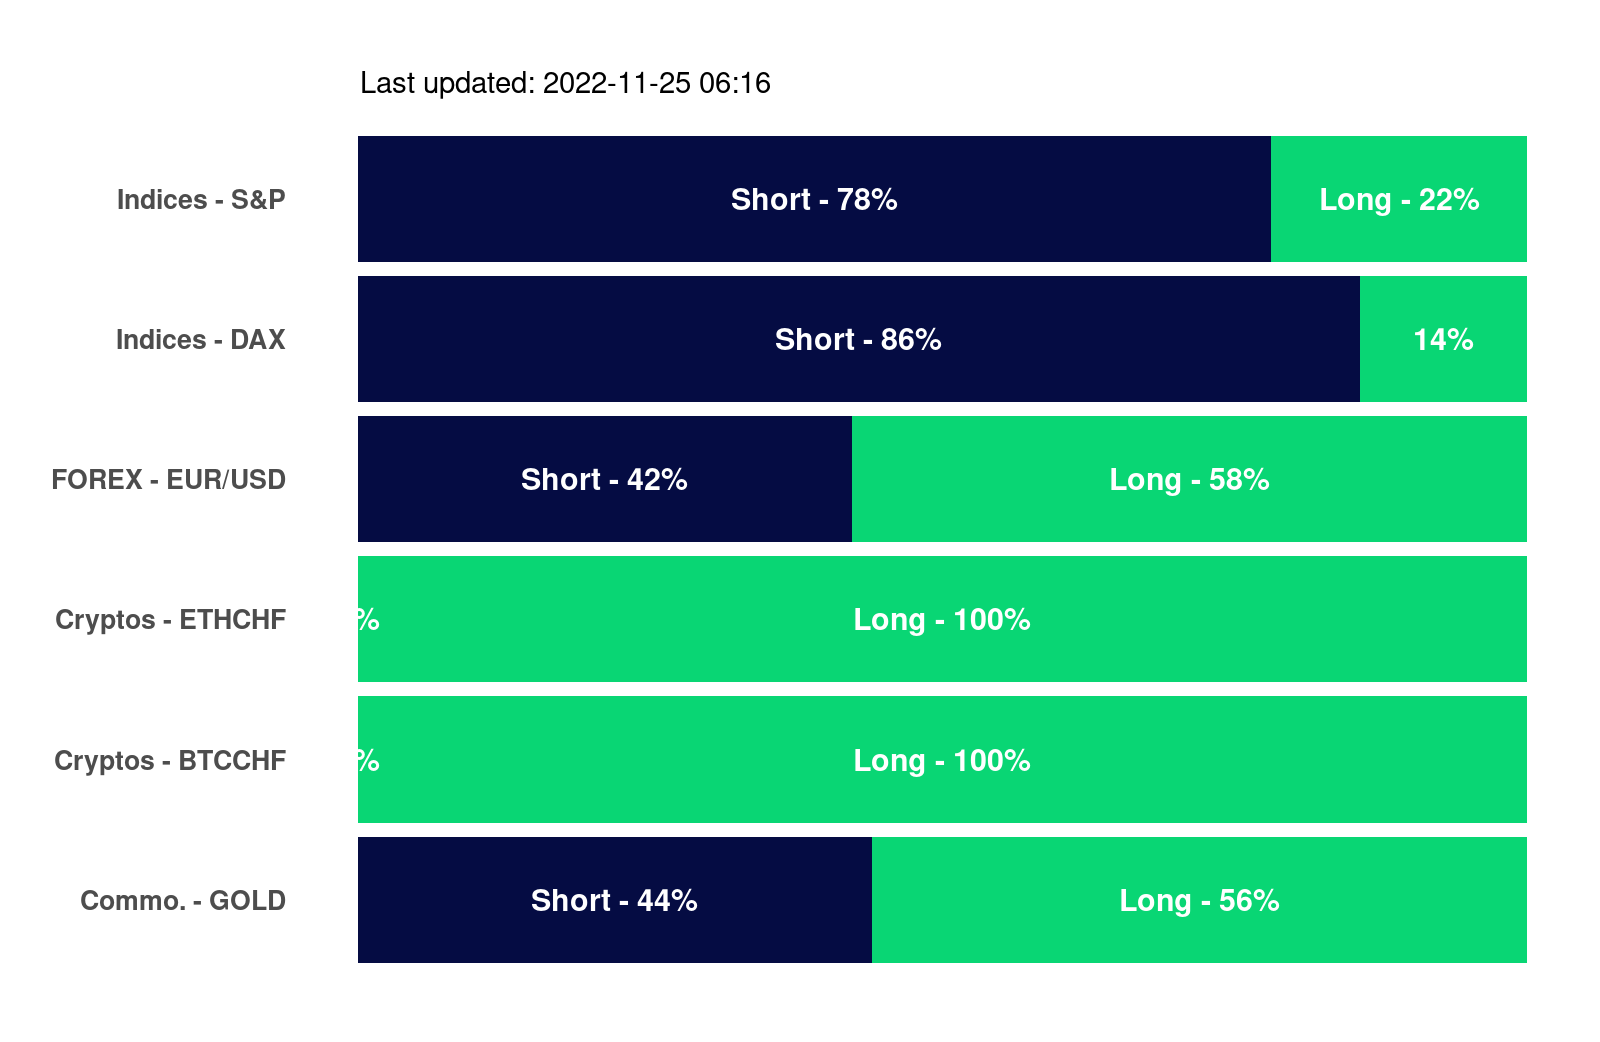 Last updated: 2022-11-25 06:16
Indices - S&P Short - 78% Long - 22%
Indices - DAX Short - 86% 14%
FOREX - EUR/USD Short - 42% Long - 58%
Cryptos - ETHCHF % Long - 100%
Cryptos - BTCCHF % Long - 100%
Commo. - GOLD Short - 44% Long - 56%